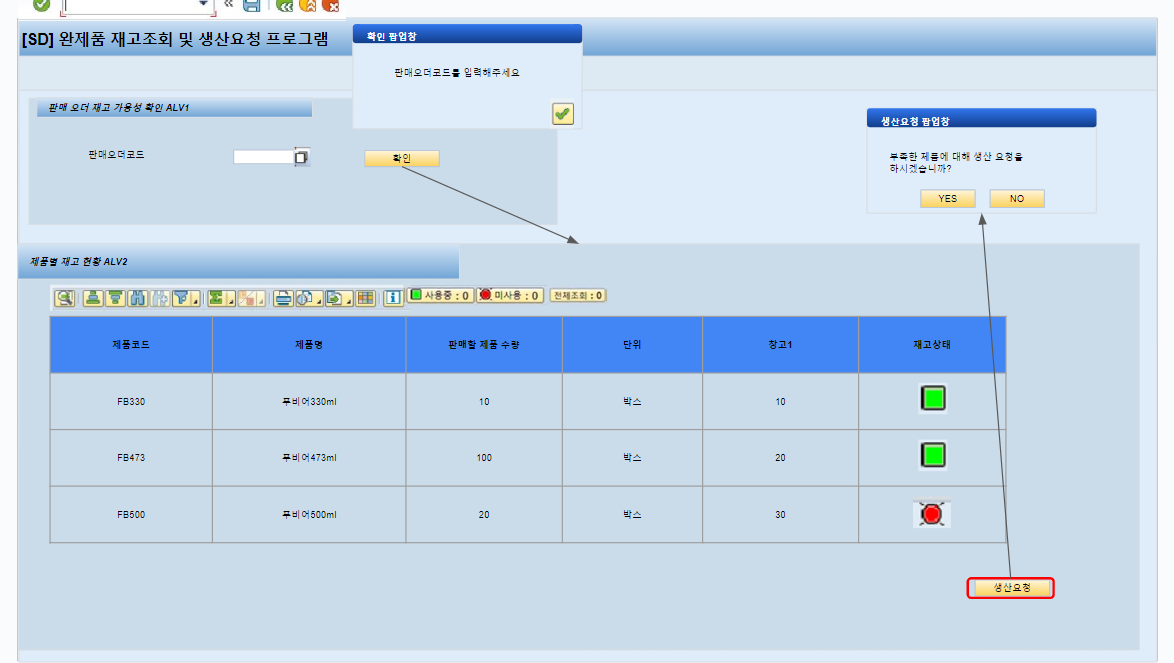 [SD] 완제품 재고조회 및 생산요청 프로그램
확인 팝업창
판매오더코드를 입력해주세요
판매 오더 재고 가용성 확인 ALV1
판매오더코드
확인
생산요청 팝업창
부족한 제품에 대해 생산 요청을
하시겠습니까?
YES NO
제품별 재고 현황 ALV2
사용중 : 0 미사용 : 0 전체조회 : 0
제품코드 제품명 판매할 제품 수량 단위 창고1 재고상태
FB330 푸비어330ml 10 박스 10
FB473 푸비어473ml 100 박스 20
FB500 푸비어500ml 20 박스 30
생산요청